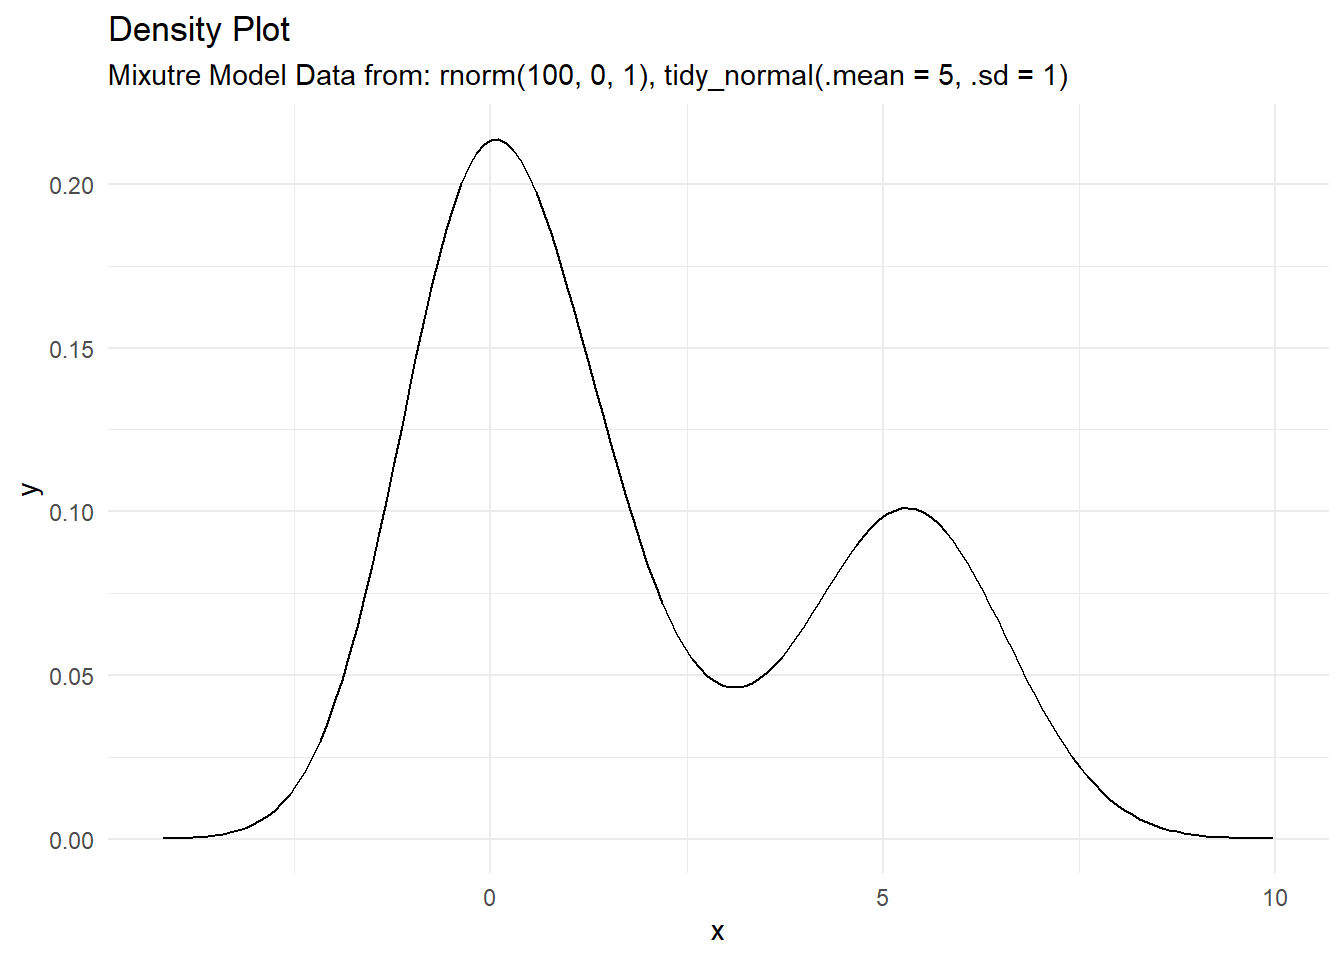 Density Plot
Mixutre Model Data from: rnorm(100, 0, 1), tidy_normal(.mean = 5, .sd = 1)
0.20
0.15
y
0.10
0.05
0.00
0 5 10
x